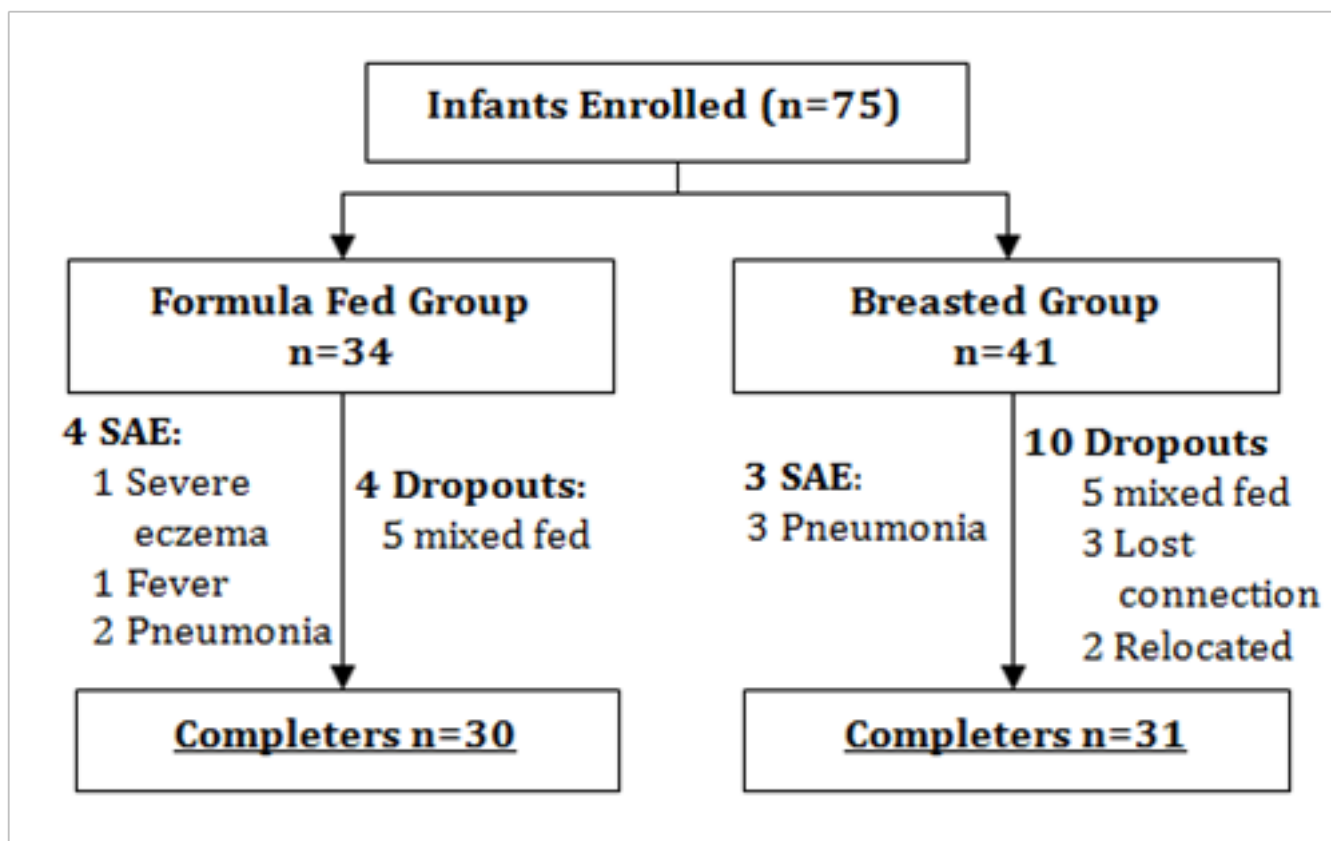 Infants Enrolled (n=75)
Formula Fed Group
n=34
Breasted Group
n=41
4 SAE:
1 Severe
eczema
1 Fever
2 Pneumonia
4 Dropouts:
5 mixed fed
3 SAE:
3 Pneumonia
10 Dropouts
5 mixed fed
3 Lost
connection
2 Relocated
Completers n=30
Completers n=31